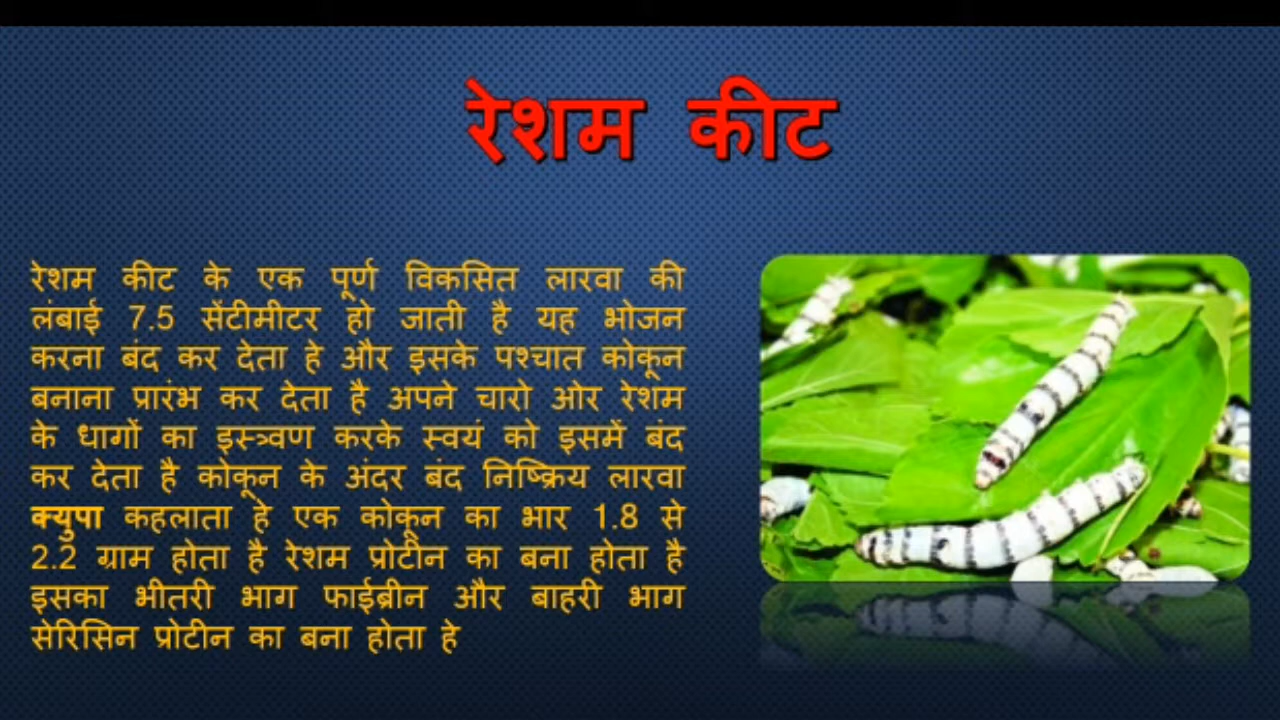 रेशम कीट
रेशम कीट के एक पूर्ण विकसित लारवा की
लंबाई 7.5 सेंटीमीटर हो जाती है यह भोजन
करना बंद कर देता हे और इसके पश्चात कोकून
बनाना प्रारंभ कर देता है अपने चारो ओर रेशम
के धागों का इस्त्रवण करके स्वयं को इसमें बंद
कर देता है कोकून के अंदर बंद निष्क्रिय लारवा
क्युपा कहलाता हे एक कोकून का भार 1.8 से
2.2 ग्राम होता है रेशम प्रोटीन का बना होता है
इसका भीतरी भाग फाईब्रीन और बाहरी भाग
सेरिसिन प्रोटीन का बना होता हे